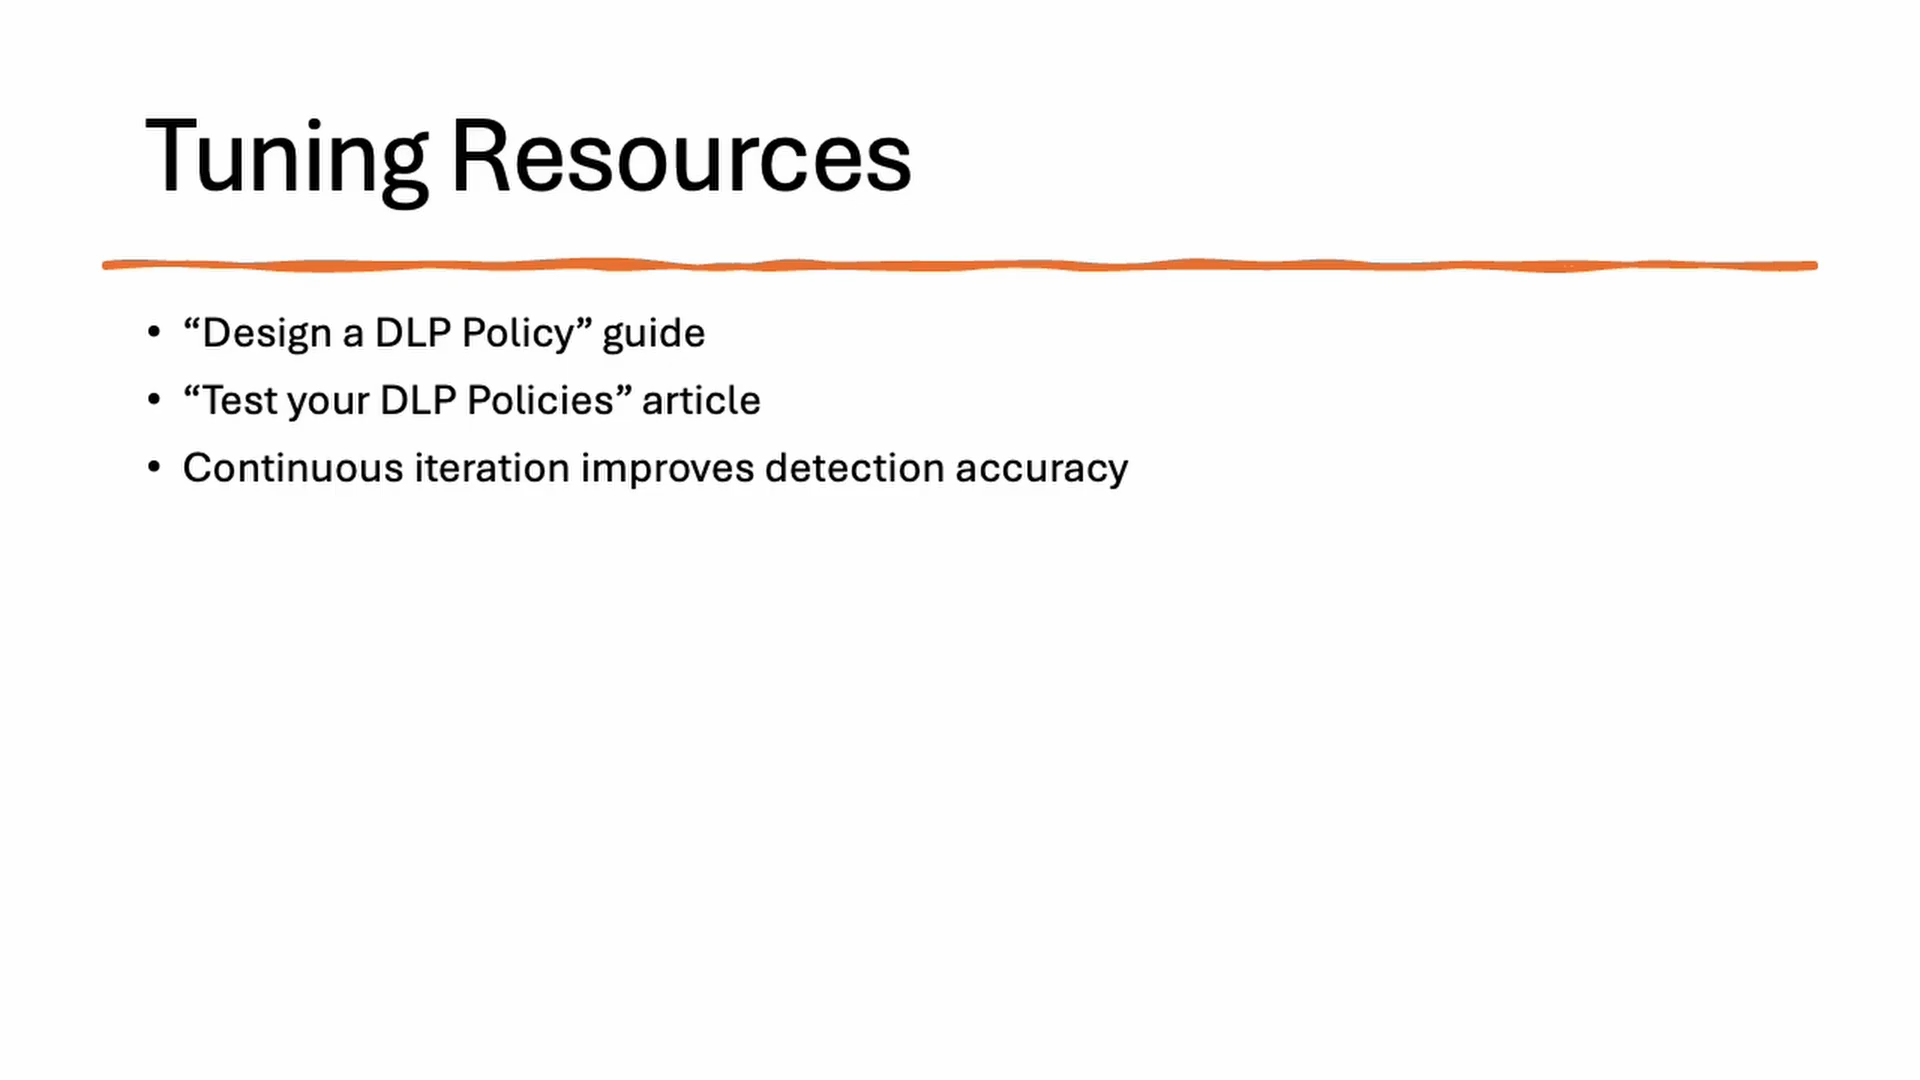 Tuning Resources
• “Design a DLP Policy” guide
• “Test your DLP Policies” article
• Continuous iteration improves detection accuracy